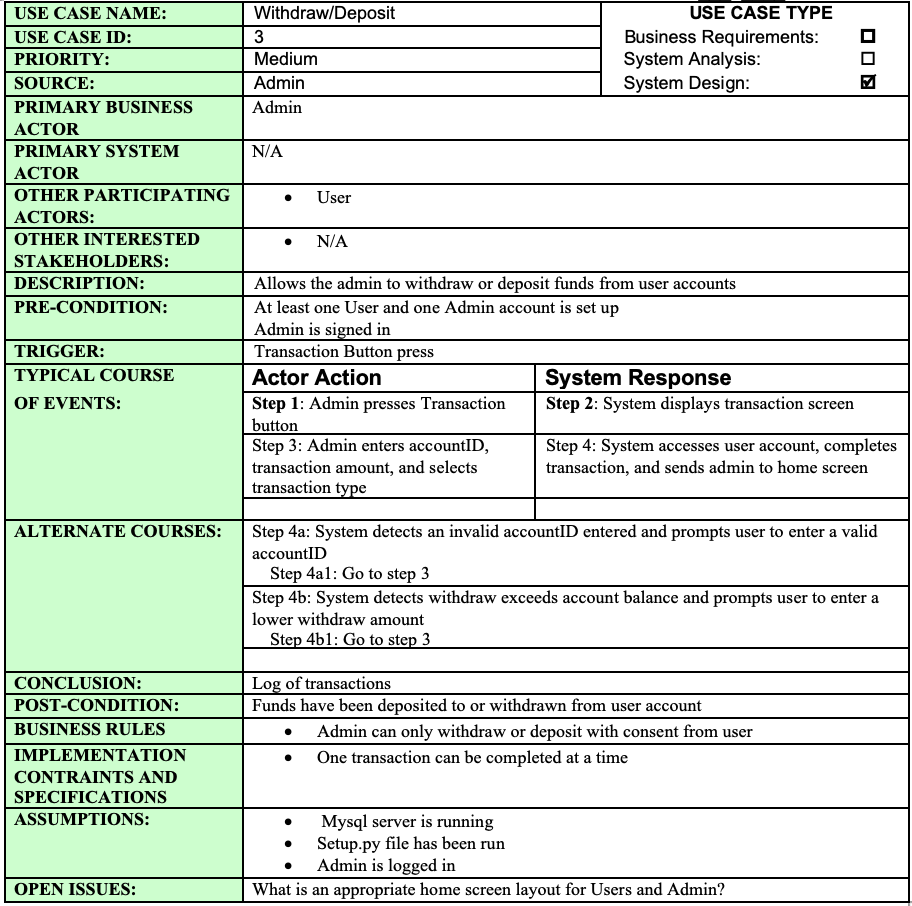 USE CASE NAME: Withdraw/Deposit USE CASE TYPE
USE CASE ID: 3 Business Requirements: ☐
PRIORITY: Medium System Analysis: ☐
SOURCE: Admin System Design: ☑
PRIMARY BUSINESS Admin
ACTOR
PRIMARY SYSTEM N/A
ACTOR
OTHER PARTICIPATING • User
ACTORS:
OTHER INTERESTED • N/A
STAKEHOLDERS:
DESCRIPTION: Allows the admin to withdraw or deposit funds from user accounts
PRE-CONDITION: At least one User and one Admin account is set up
Admin is signed in
TRIGGER: Transaction Button press
TYPICAL COURSE Actor Action System Response
OF EVENTS: Step 1: Admin presses Transaction Step 2: System displays transaction screen
button
Step 3: Admin enters accountID, Step 4: System accesses user account, completes
transaction amount, and selects transaction, and sends admin to home screen
transaction type
ALTERNATE COURSES: Step 4a: System detects an invalid accountID entered and prompts user to enter a valid
accountID
Step 4a1: Go to step 3
Step 4b: System detects withdraw exceeds account balance and prompts user to enter a
lower withdraw amount
Step 4b1: Go to step 3
CONCLUSION: Log of transactions
POST-CONDITION: Funds have been deposited to or withdrawn from user account
BUSINESS RULES • Admin can only withdraw or deposit with consent from user
IMPLEMENTATION • One transaction can be completed at a time
CONTRAINTS AND
SPECIFICATIONS
ASSUMPTIONS: • Mysql server is running
• Setup.py file has been run
• Admin is logged in
OPEN ISSUES: What is an appropriate home screen layout for Users and Admin?